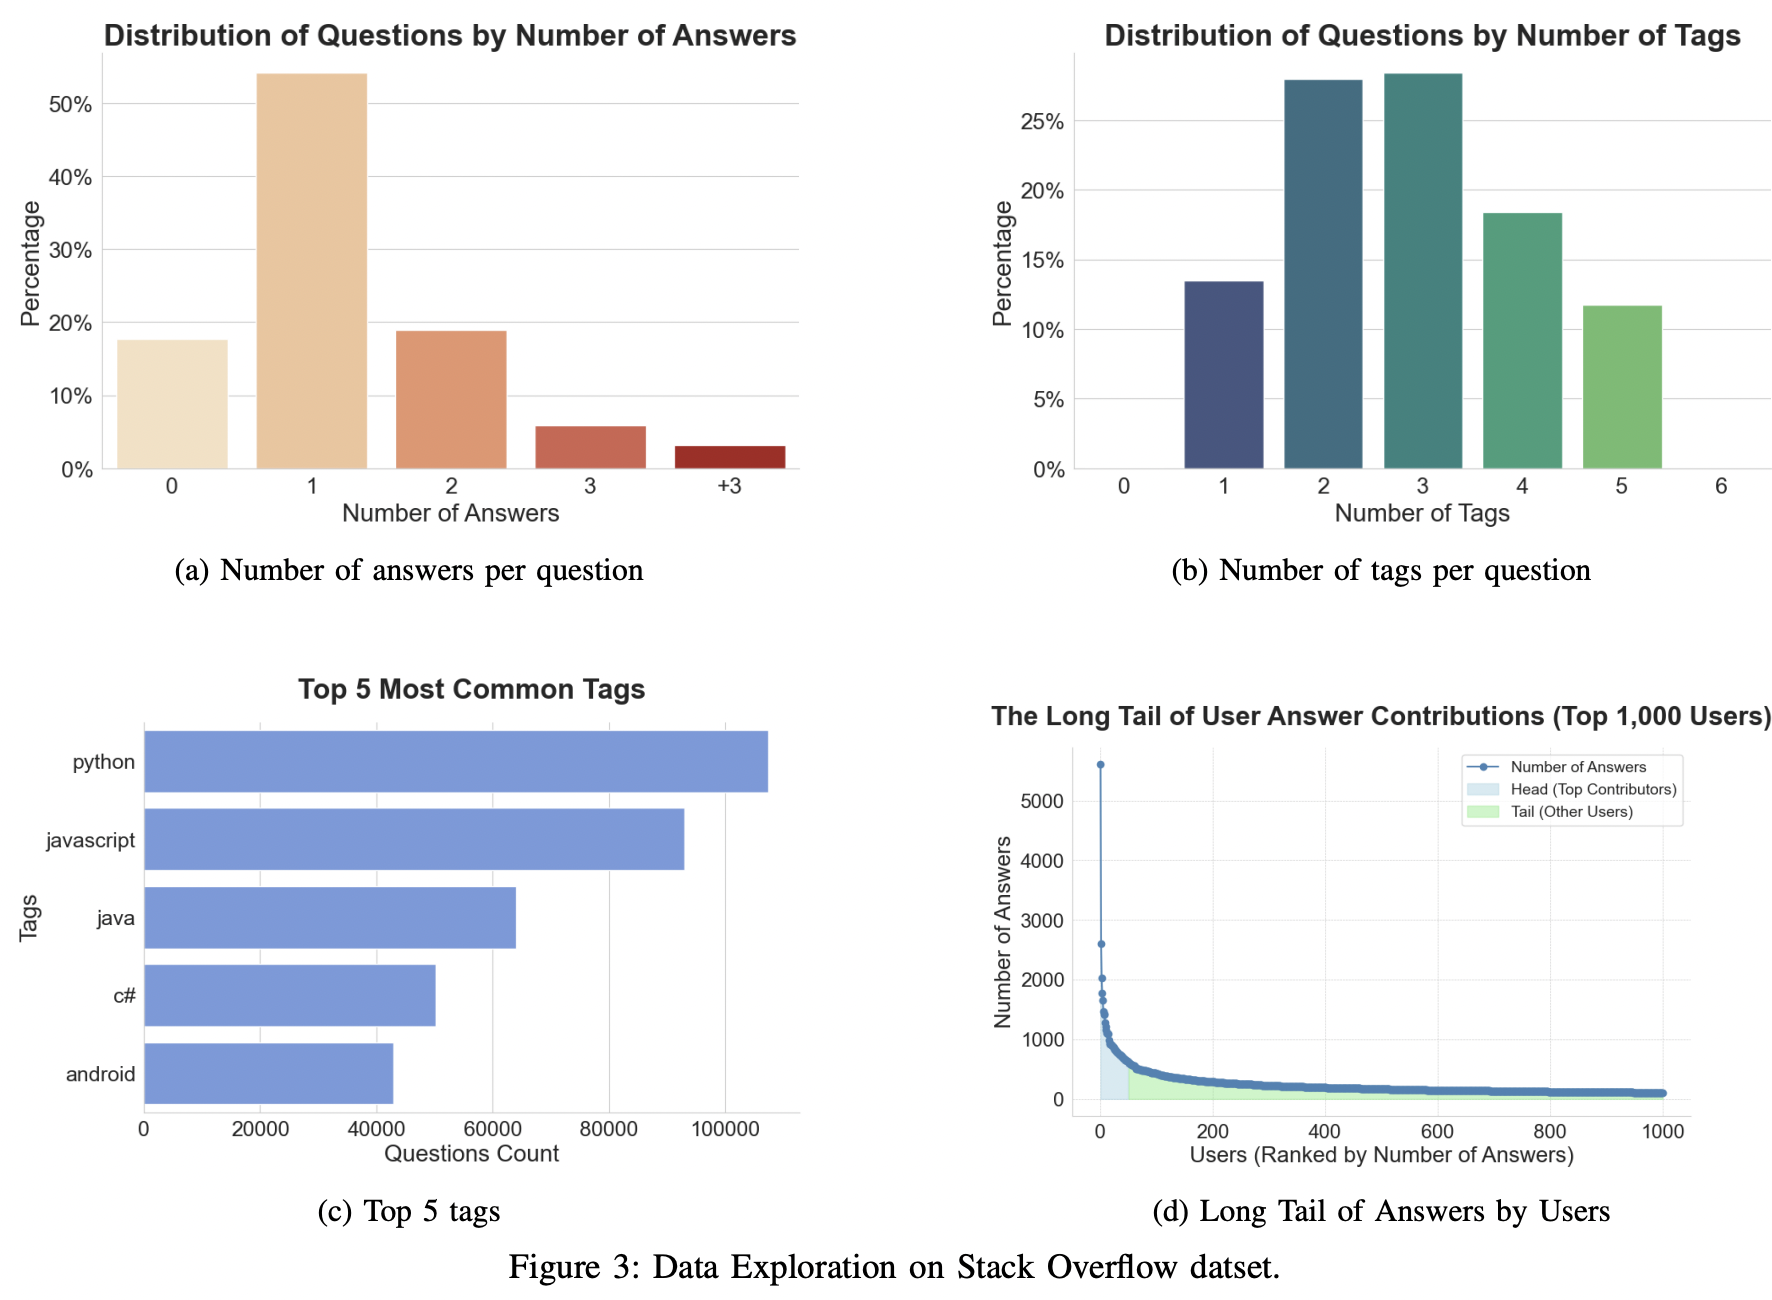 Distribution of Questions by Number of Answers
Percentage
50%
40%
30%
20%
10%
0%
0 1 2 3 +3
Number of Answers
(a) Number of answers per question
Distribution of Questions by Number of Tags
Percentage
25%
20%
15%
10%
5%
0%
0 1 2 3 4 5 6
Number of Tags
(b) Number of tags per question
Top 5 Most Common Tags
Tags
python
javascript
java
c#
android
0 20000 40000 60000 80000 100000
Questions Count
(c) Top 5 tags
The Long Tail of User Answer Contributions (Top 1,000 Users)
Number of Answers
Head (Top Contributors)
Tail (Other Users)
Number of Answers
5000
4000
3000
2000
1000
0
0 200 400 600 800 1000
Users (Ranked by Number of Answers)
(d) Long Tail of Answers by Users
Figure 3: Data Exploration on Stack Overflow datset.